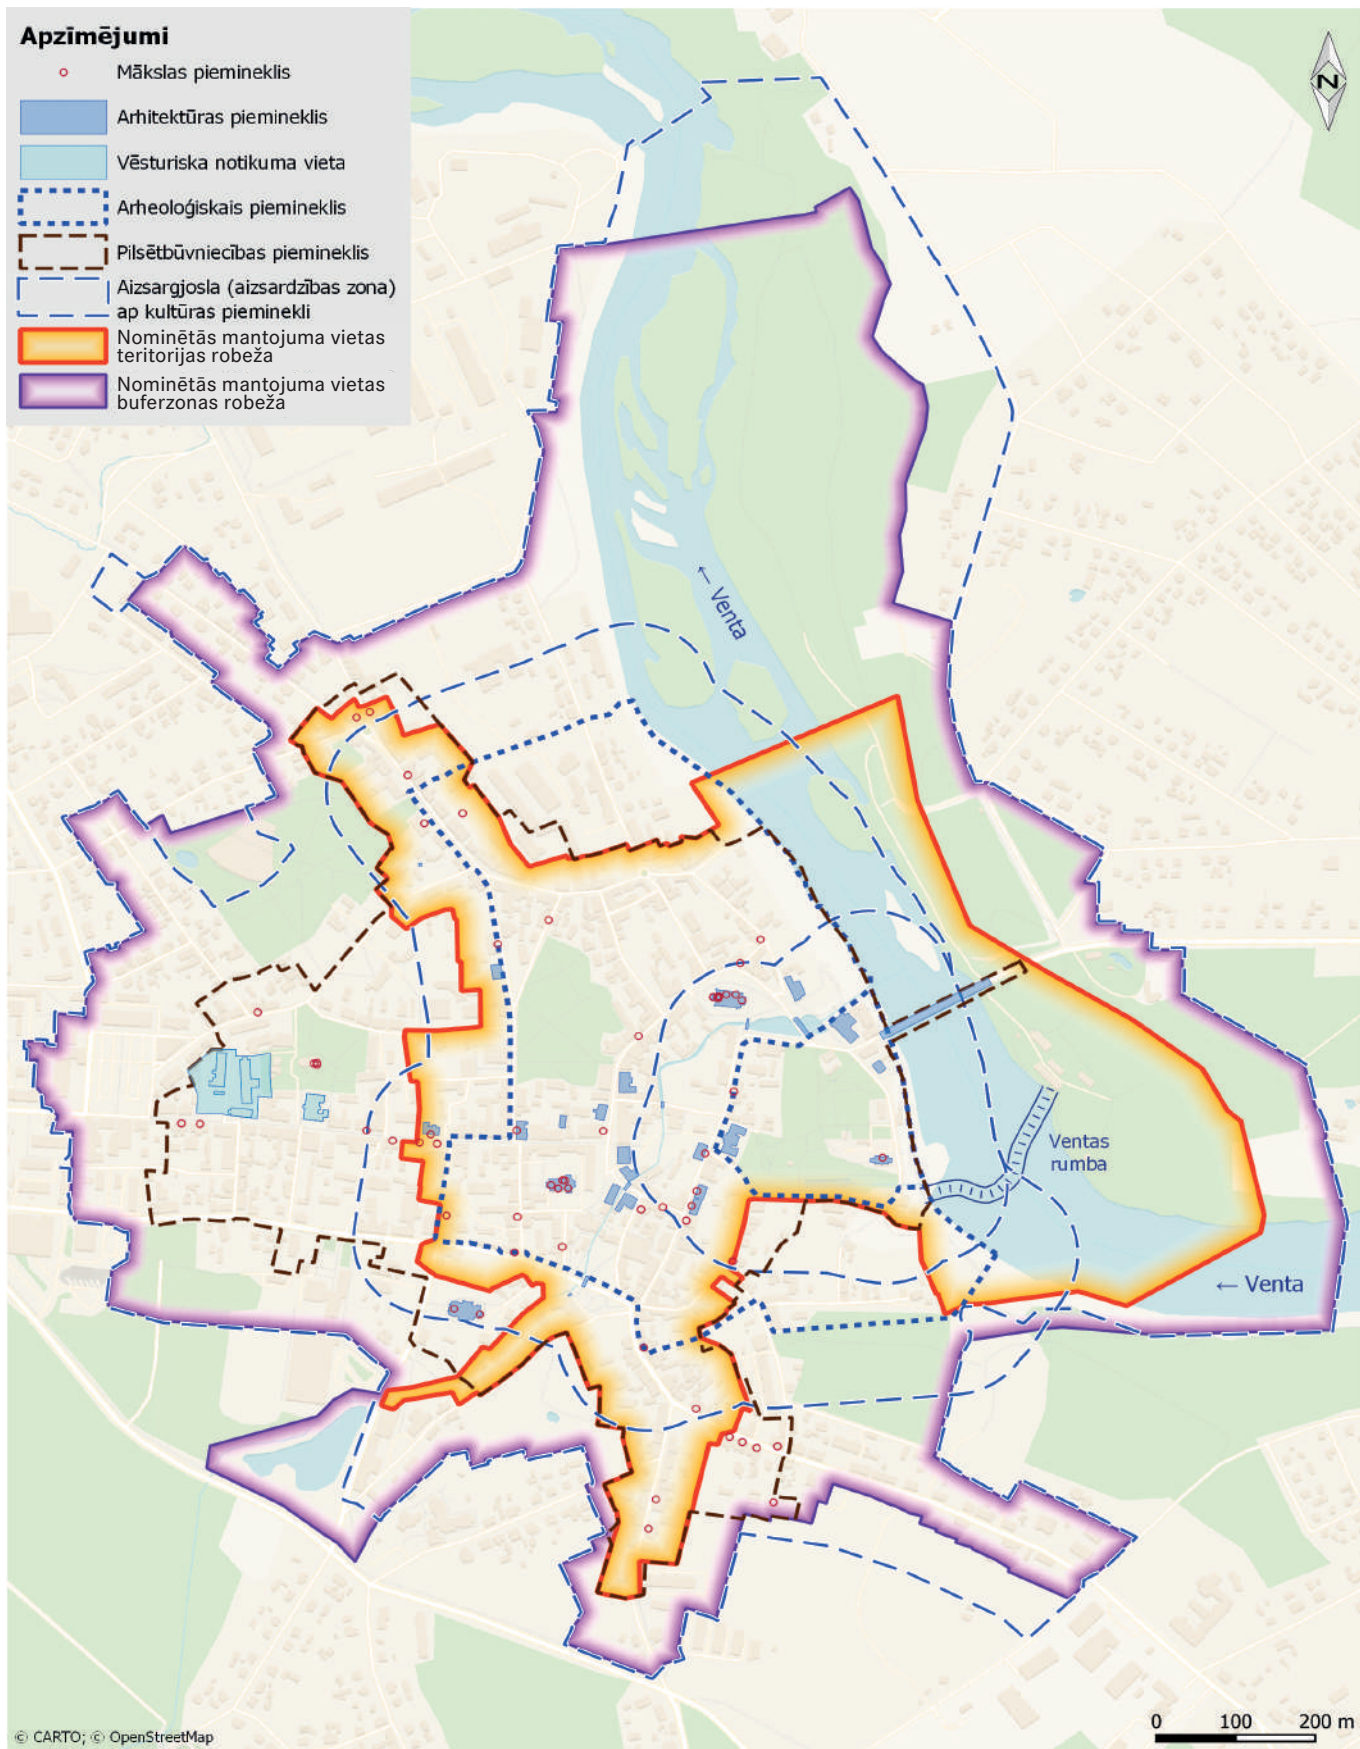 Apzīmējumi
Mākslas piemineklis
Arhitektūras piemineklis
Vēsturiska notikuma vieta
Arheoloģiskais piemineklis
Pilsētbūvniecības piemineklis
Aizsargjosla (aizsardzības zona)
ap kultūras pieminekli
Nominētās mantojuma vietas
teritorijas robeža
Nominētās mantojuma vietas
buferzonas robeža
N
← Venta
Ventas
rumba
← Venta
0 100 200 m
© CARTO; © OpenStreetMap